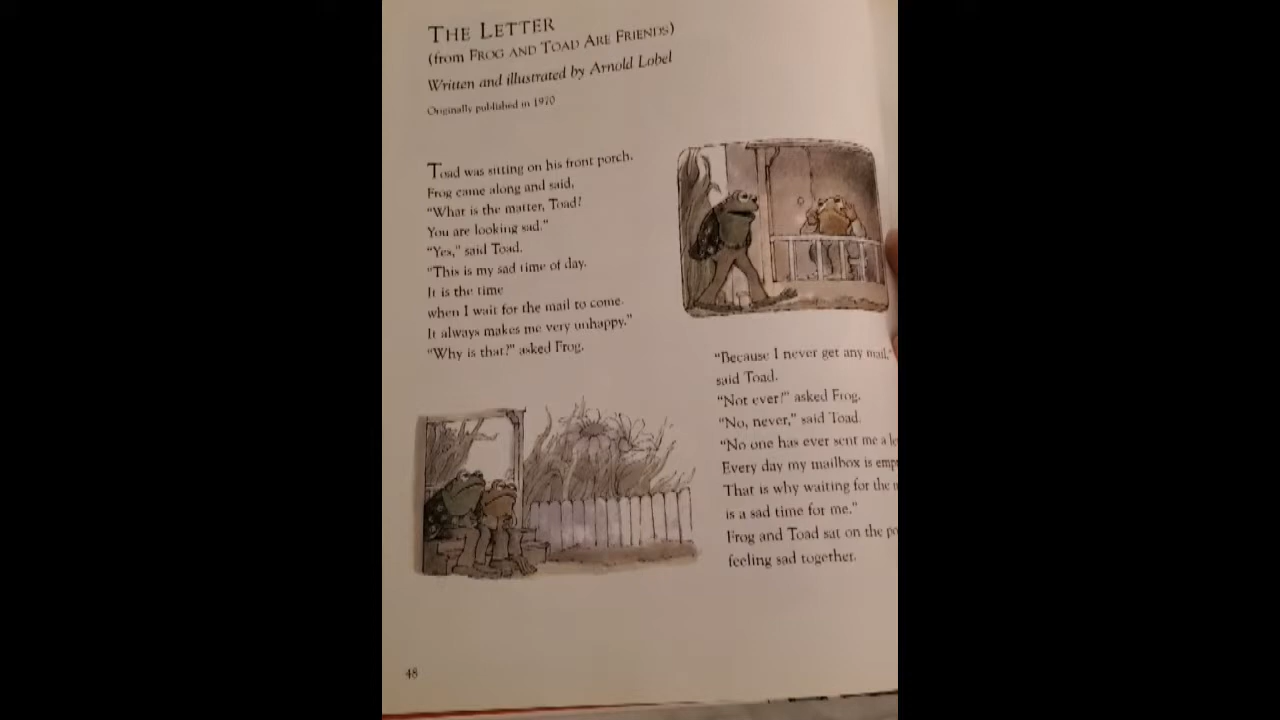 THE LETTER
(from FROG AND TOAD ARE FRIENDS)
Written and illustrated by Arnold Lobel
Originally published in 1970
Toad was sitting on his front porch.
Frog came along and said,
“What is the matter, Toad?
You are looking sad.”
“Yes,” said Toad.
“This is my sad time of day.
It is the time
when I wait for the mail to come.
It always makes me very unhappy.”
“Why is that?” asked Frog.
“Because I never get any mail,”
said Toad.
“Not ever?” asked Frog.
“No, never,” said Toad.
“No one has ever sent me a
Every day my mailbox is
That is why waiting for the
is a sad time for me.”
Frog and Toad sat on the
feeling sad together.
48